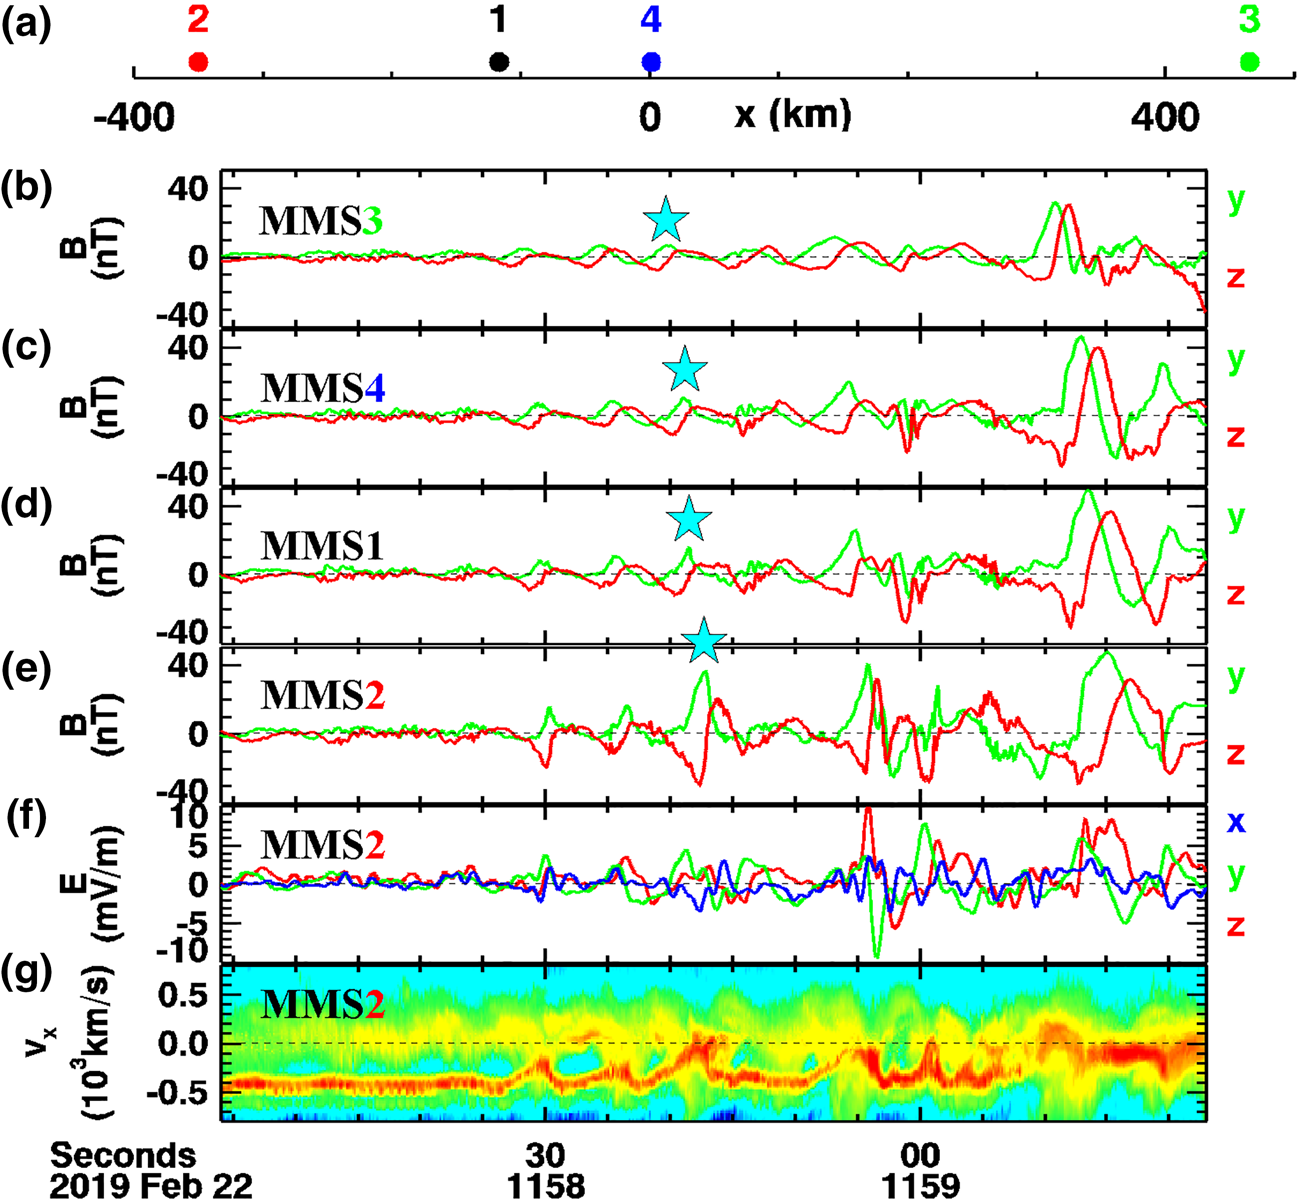 (a) 2 1 4 3
-400 0 x (km) 400
(b) 40 MMS3 y
B (nT) 0 z
-40
(c) 40 MMS4 y
B (nT) 0 z
-40
(d) 40 MMS1 y
B (nT) 0 z
-40
(e) 40 MMS2 y
B (nT) 0 z
-40
(f) 10 MMS2 x
5
E (mV/m) 0 y
-5 z
-10
(g) 0.5 MMS2
vx (10³km/s) 0.0
-0.5
Seconds 30 00
2019 Feb 22 1158 1159